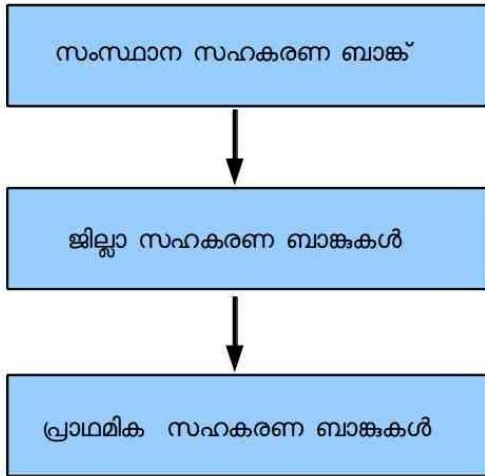 സംസ്ഥാന സഹകരണ ബാങ്ക്
ജില്ലാ സഹകരണ ബാങ്കുകൾ
പ്രാഥമിക സഹകരണ ബാങ്കുകൾ